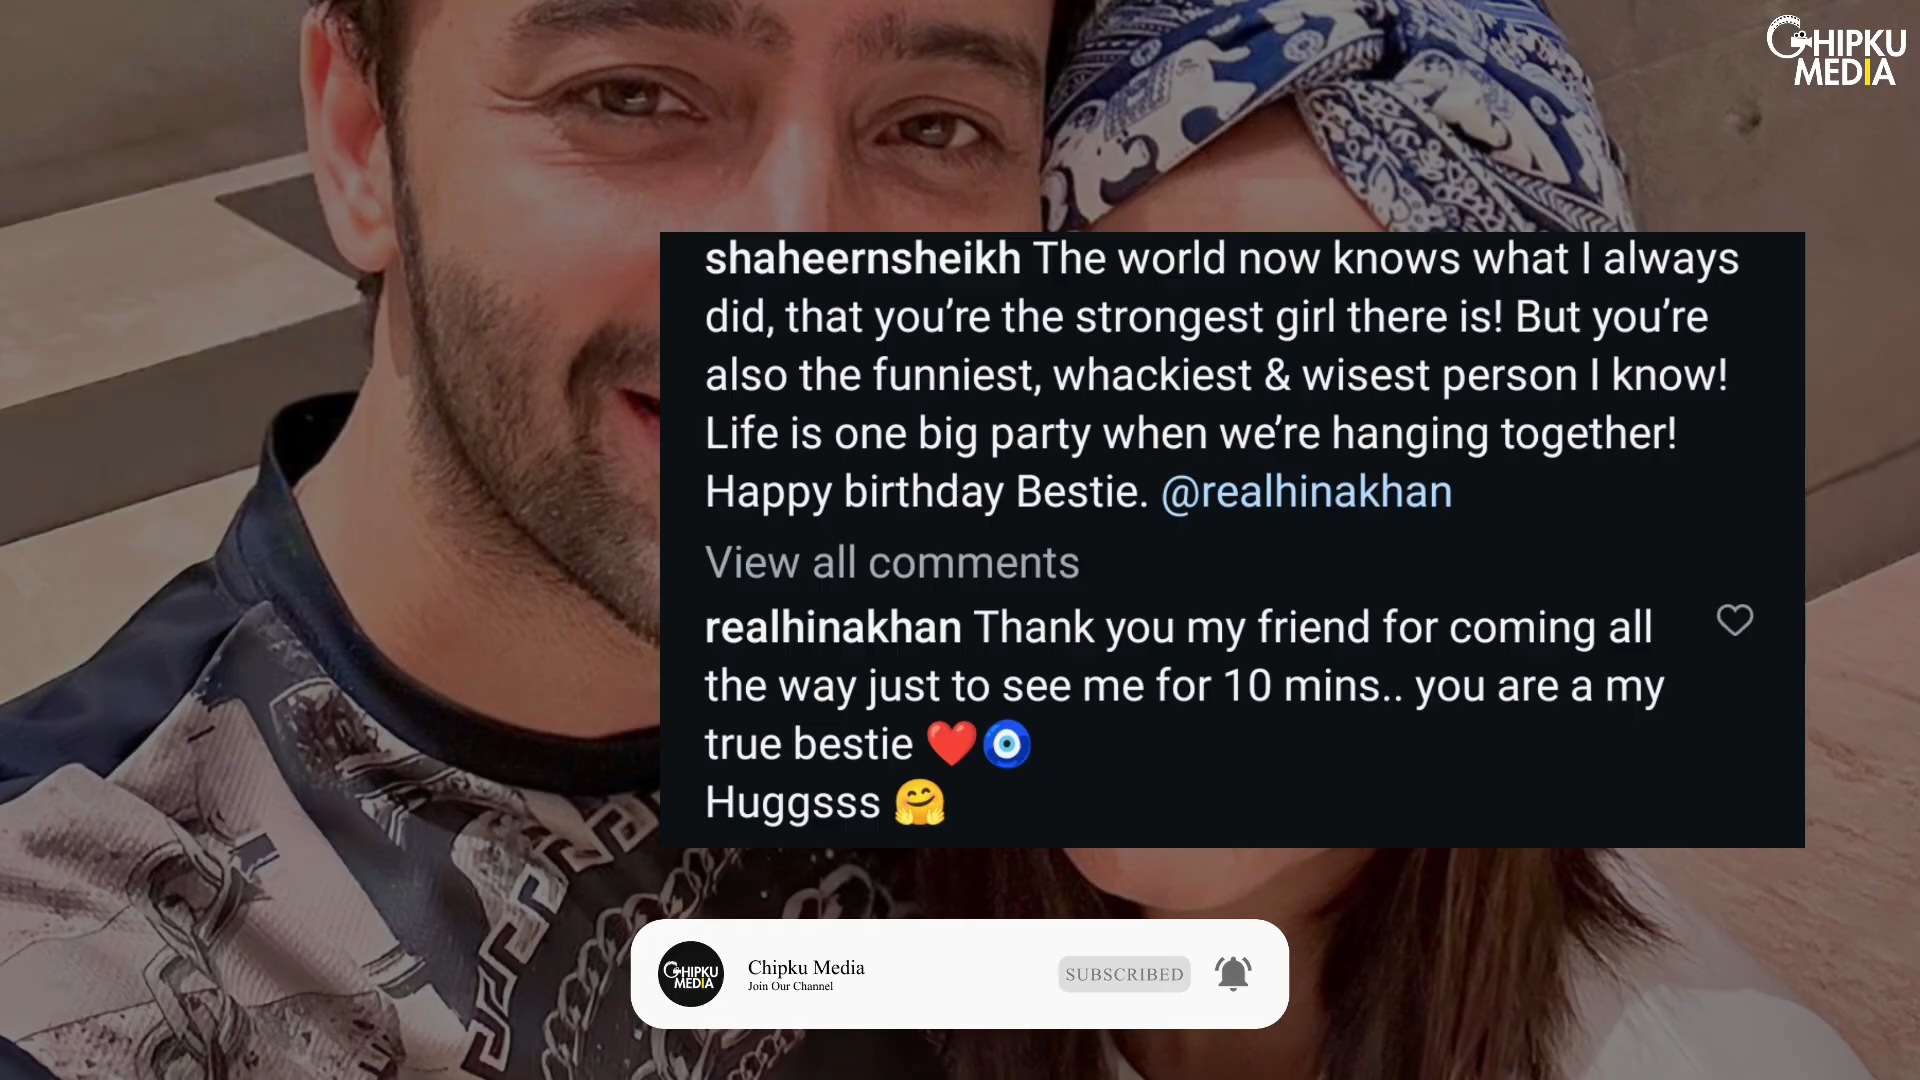 CHIPKU
MEDIA
shaheernsheikh The world now knows what I always
did, that you’re the strongest girl there is! But you’re
also the funniest, whackiest & wisest person I know!
Life is one big party when we’re hanging together!
Happy birthday Bestie. @realhinakhan
View all comments
realhinakhan Thank you my friend for coming all
the way just to see me for 10 mins.. you are a my
true bestie ❤️🧿
Huggsss 🤗
CHIPKU
MEDIA
Chipku Media
Join Our Channel
SUBSCRIBED